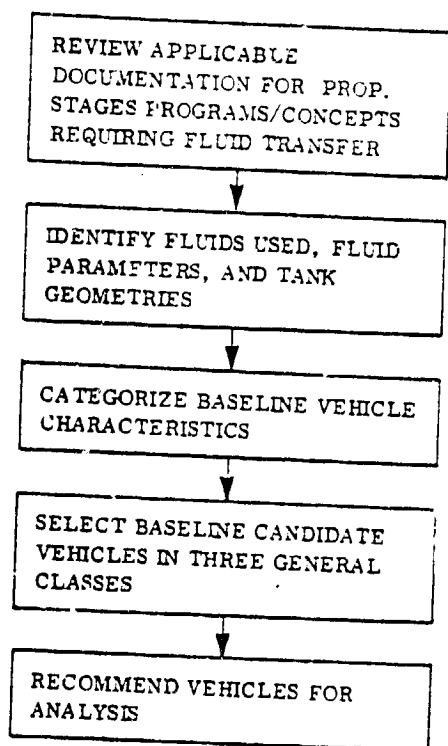 REVIEW APPLICABLE
DOCUMENTATION FOR PROP.
STAGES PROGRAMS/CONCEPTS
REQUIRING FLUID TRANSFER
IDENTIFY FLUIDS USED, FLUID
PARAMETERS, AND TANK
GEOMETRIES
CATEGORIZE BASELINE VEHICLE
CHARACTERISTICS
SELECT BASELINE CANDIDATE
VEHICLES IN THREE GENERAL
CLASSES
RECOMMEND VEHICLES FOR
ANALYSIS